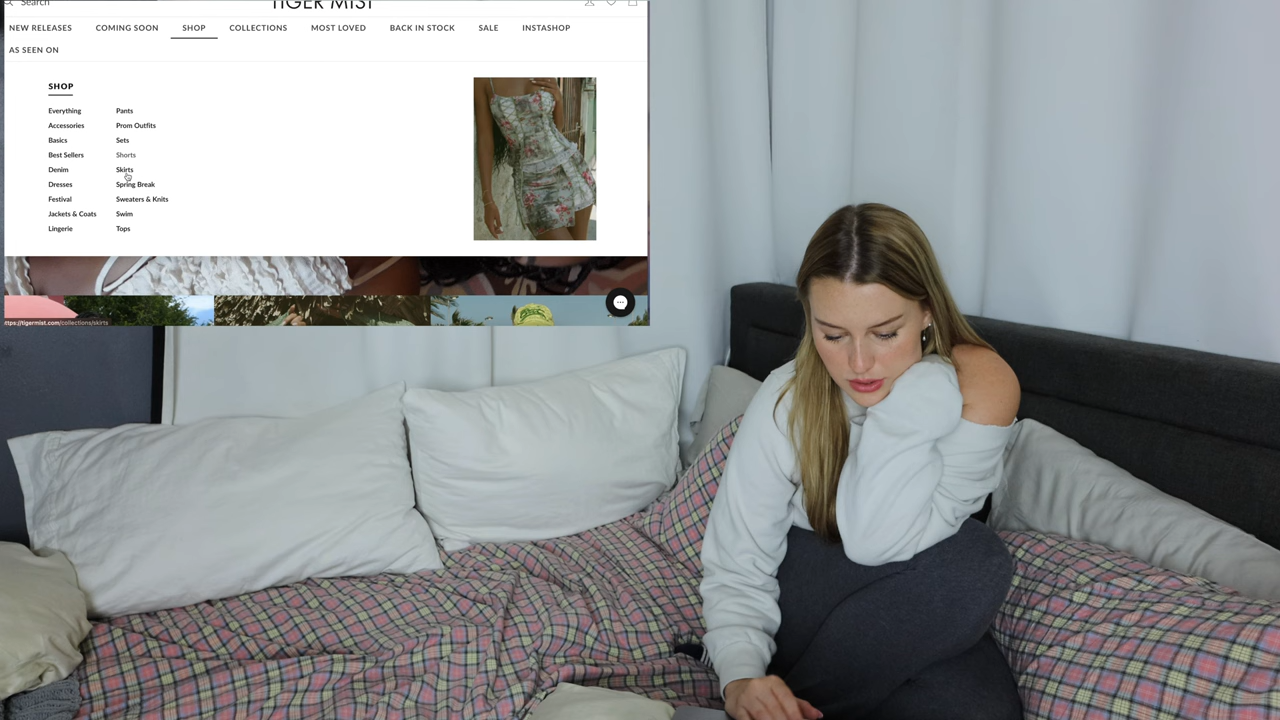 Search
TIGER MIST
NEW RELEASES COMING SOON SHOP COLLECTIONS MOST LOVED BACK IN STOCK SALE INSTASHOP
AS SEEN ON
SHOP
Everything Pants
Accessories Prom Outfits
Basics Sets
Best Sellers Shorts
Denim Skirts
Dresses Spring Break
Festival Sweaters & Knits
Jackets & Coats Swim
Lingerie Tops
ttps://tigermist.com/collections/skirts